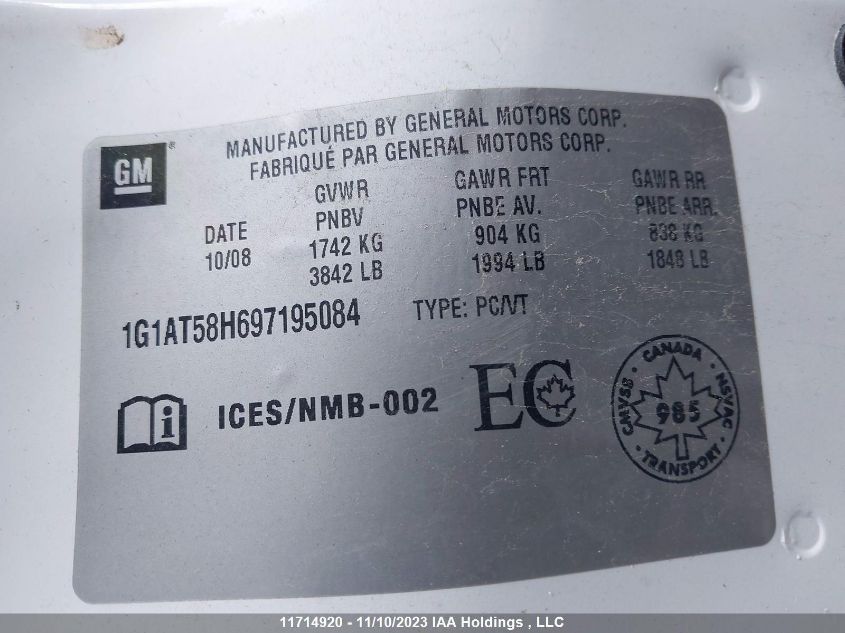 MANUFACTURED BY GENERAL MOTORS CORP.
FABRIQUÉ PAR GENERAL MOTORS CORP.
GM®
DATE
10/08
GVWR
PNBV
1742 KG
3842 LB
GAWR FRT
PNBE AV.
904 KG
1994 LB
GAWR RR
PNBE ARR.
838 KG
1848 LB
1G1AT58H697195084
TYPE: PC/VT
ICES/NMB-002
EC
CANADA
CMVSS
NSVAC
985
TRANSPORT
11714920 - 11/10/2023 IAA Holdings , LLC